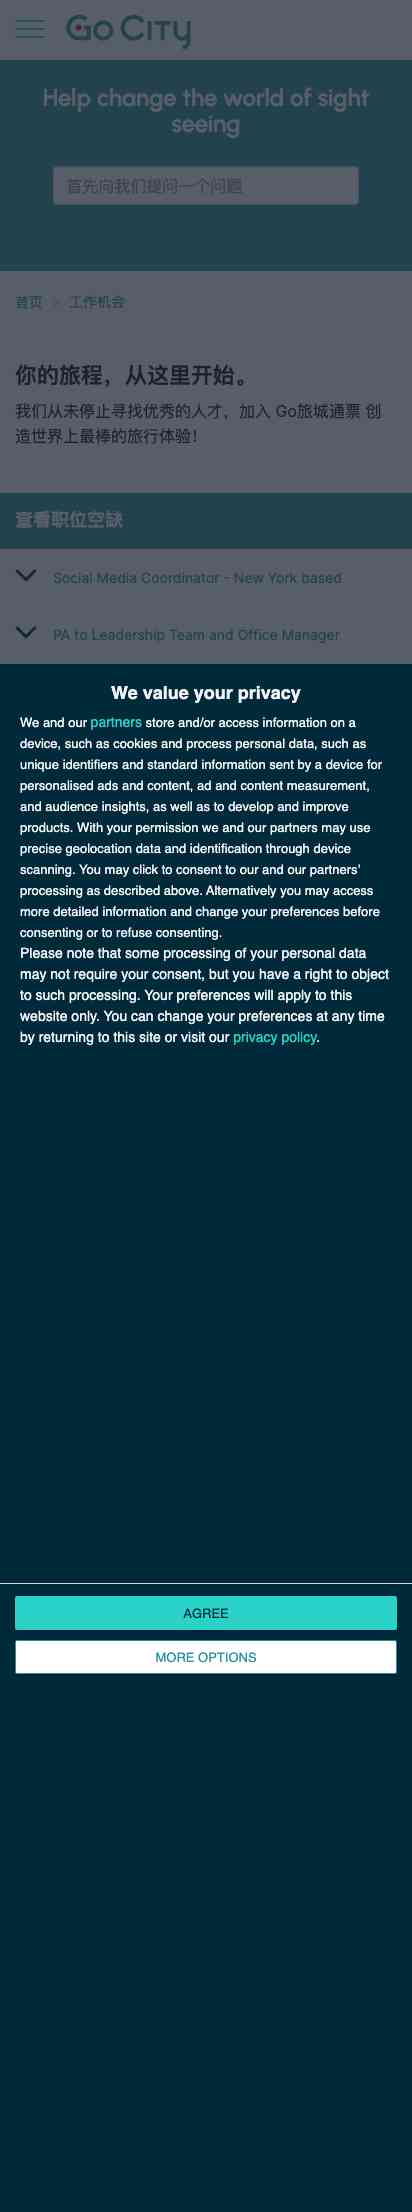 Go City
Help change the world of sight
seeing
首先向我们提问一个问题
首页 > 工作机会
你的旅程，从这里开始。
我们从未停止寻找优秀的人才，加入 Go旅城通票 创
造世界上最棒的旅行体验！
查看职位空缺
Social Media Coordinator - New York based
PA to Leadership Team and Office Manager
We value your privacy
We and our partners store and/or access information on a
device, such as cookies and process personal data, such as
unique identifiers and standard information sent by a device for
personalised ads and content, ad and content measurement,
and audience insights, as well as to develop and improve
products. With your permission we and our partners may use
precise geolocation data and identification through device
scanning. You may click to consent to our and our partners’
processing as described above. Alternatively you may access
more detailed information and change your preferences before
consenting or to refuse consenting.
Please note that some processing of your personal data
may not require your consent, but you have a right to object
to such processing. Your preferences will apply to this
website only. You can change your preferences at any time
by returning to this site or visit our privacy policy.
AGREE
MORE OPTIONS